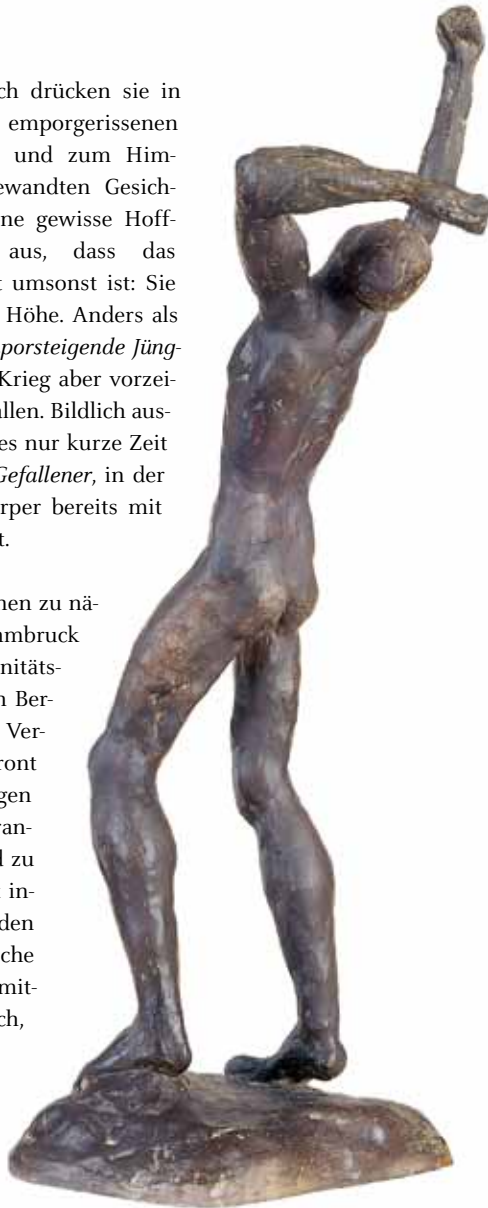 ch drücken sie in
emporgerissenen
und zum Him-
ewandten Gesich-
ne gewisse Hoff-
aus, dass das
t umsonst ist: Sie
Höhe. Anders als
porsteigende Jüng-
Krieg aber vorzei-
allen. Bildlich aus-
es nur kurze Zeit
Gefallener, in der
rper bereits mit
t.
nen zu nä-
mbruck
nitäts-
n Ber-
Ver-
ront
gen
ran-
l zu
in-
den
che
mit-
ch,